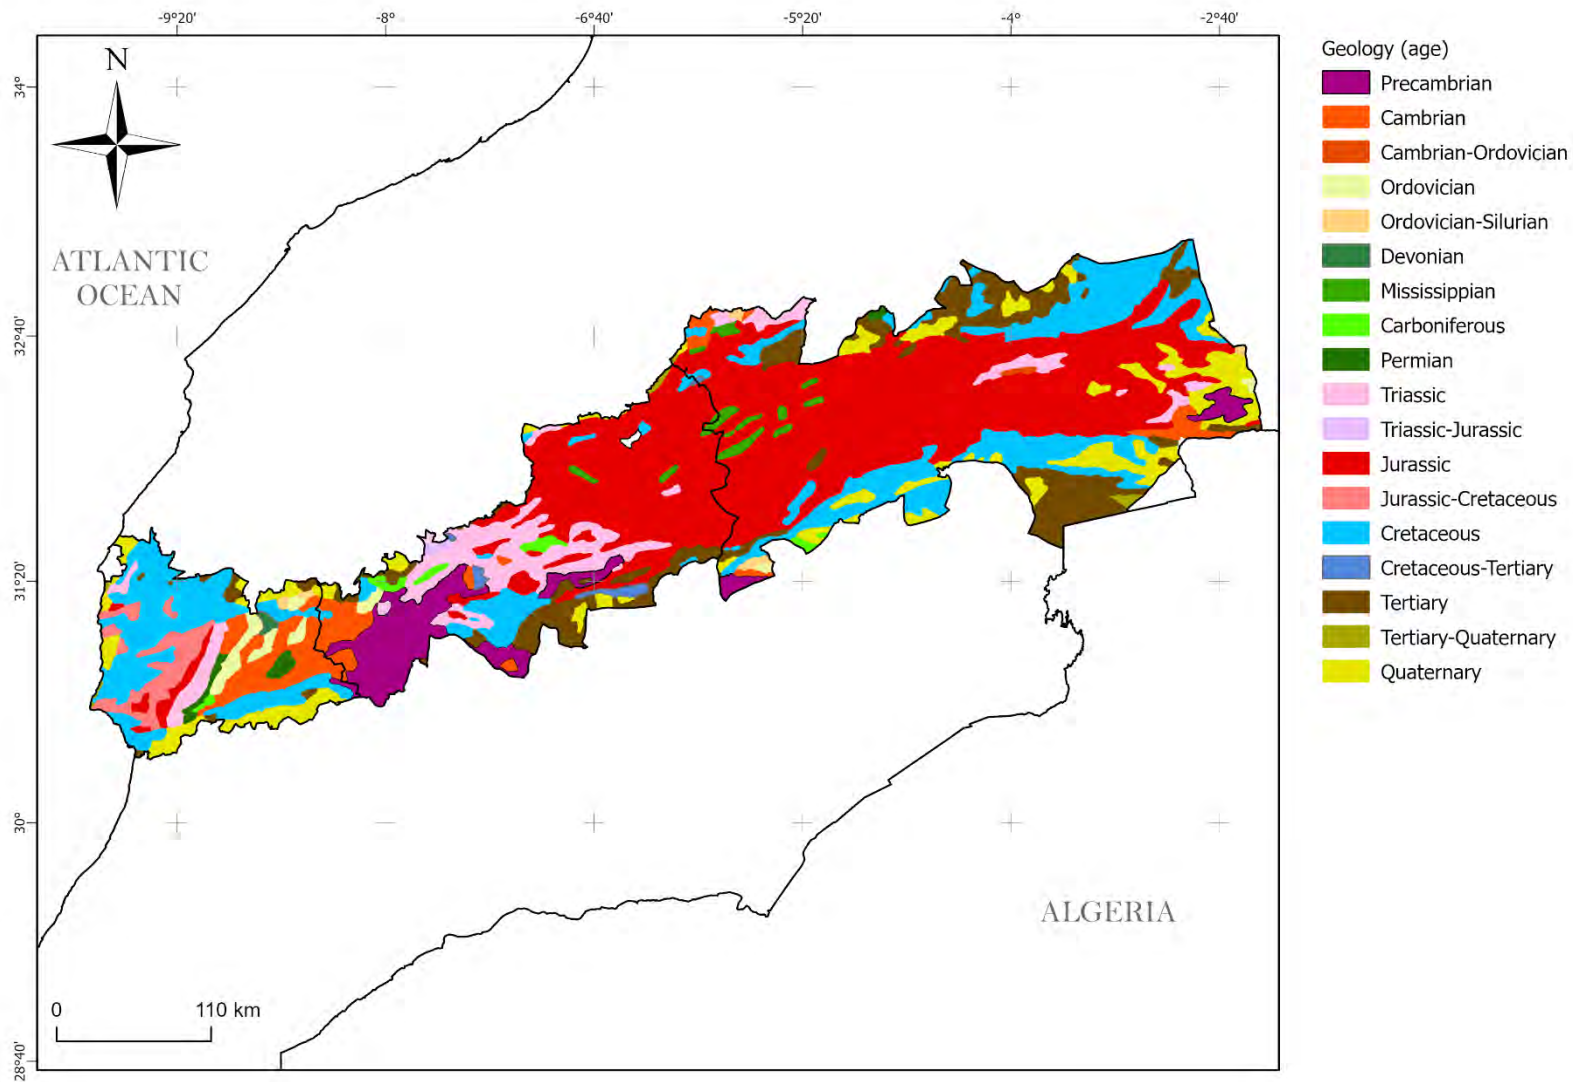 -9°20'
-8°
-6°40'
-5°20'
-4°
-2°40'
34°
32°40'
31°20'
30°
28°40'
N
ATLANTIC
OCEAN
ALGERIA
0
110 km
Geology (age)
Precambrian
Cambrian
Cambrian-Ordovician
Ordovician
Ordovician-Silurian
Devonian
Mississippian
Carboniferous
Permian
Triassic
Triassic-Jurassic
Jurassic
Jurassic-Cretaceous
Cretaceous
Cretaceous-Tertiary
Tertiary
Tertiary-Quaternary
Quaternary